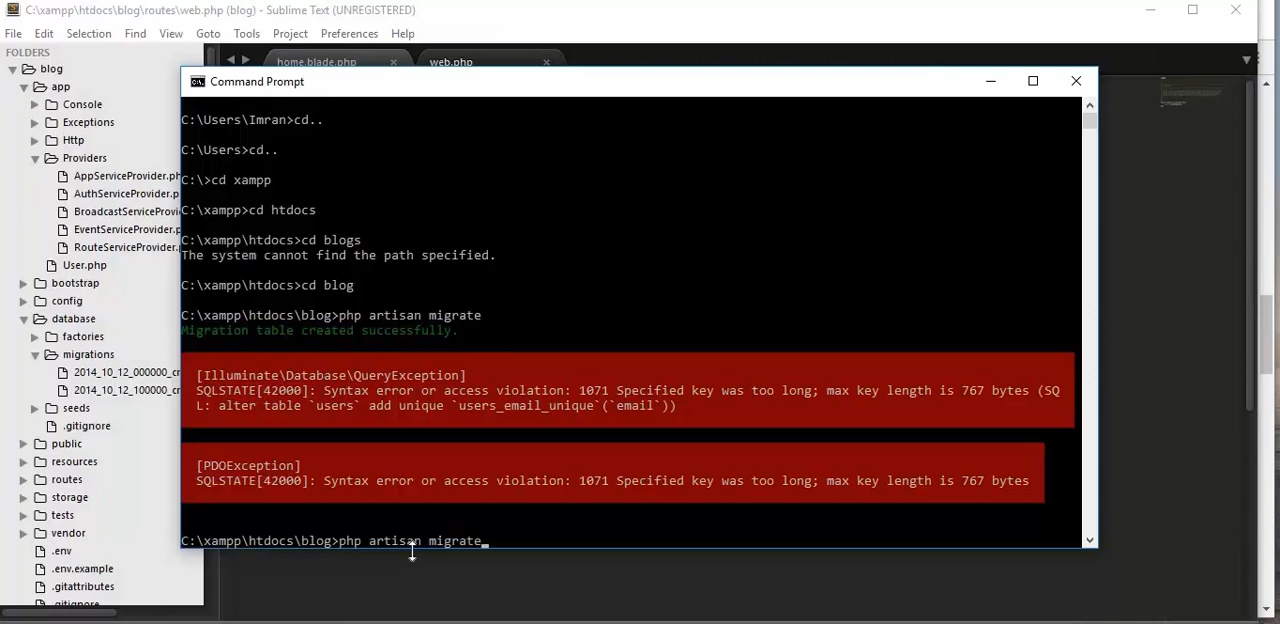 C:\xampp\htdocs\blog\routes\web.php (blog) - Sublime Text (UNREGISTERED)
File Edit Selection Find View Goto Tools Project Preferences Help
FOLDERS
blog
app
Console
Exceptions
Http
Providers
AppServiceProvider.ph
AuthServiceProvider.p
BroadcastServiceProvi
EventServiceProvider.
RouteServiceProvider.p
User.php
bootstrap
config
database
factories
migrations
2014_10_12_000000_cr
2014_10_12_100000_cr
seeds
.gitignore
public
resources
routes
storage
tests
vendor
.env
.env.example
.gitattributes
.gitignore
home.blade.php
web.php
Command Prompt
C:\Users\Imran>cd..
C:\Users>cd..
C:\>cd xampp
C:\xampp>cd htdocs
C:\xampp\htdocs>cd blogs
The system cannot find the path specified.
C:\xampp\htdocs>cd blog
C:\xampp\htdocs\blog>php artisan migrate
Migration table created successfully.
[Illuminate\Database\QueryException]
SQLSTATE[42000]: Syntax error or access violation: 1071 Specified key was too long; max key length is 767 bytes (SQ
L: alter table `users` add unique `users_email_unique`(`email`))
[PDOException]
SQLSTATE[42000]: Syntax error or access violation: 1071 Specified key was too long; max key length is 767 bytes
C:\xampp\htdocs\blog>php artisan migrate_